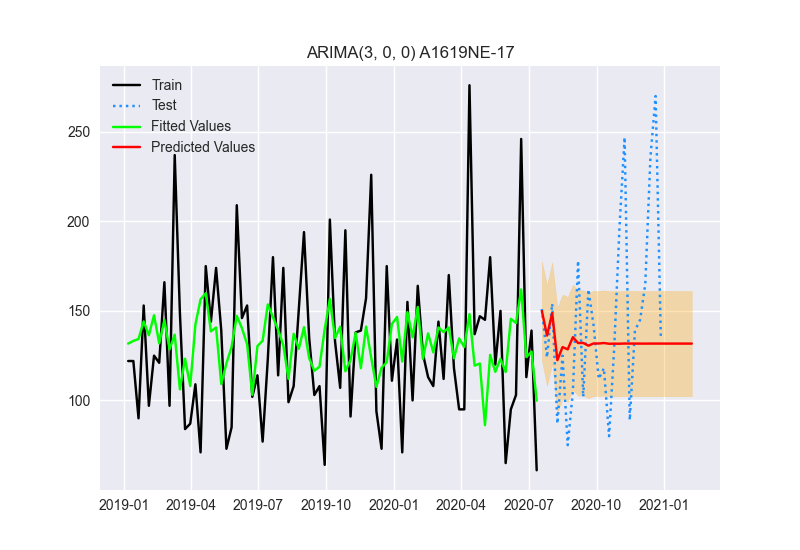 ARIMA(3, 0, 0) A1619NE-17
Train
Test
Fitted Values
Predicted Values
250
200
150
100
2019-01 2019-04 2019-07 2019-10 2020-01 2020-04 2020-07 2020-10 2021-01